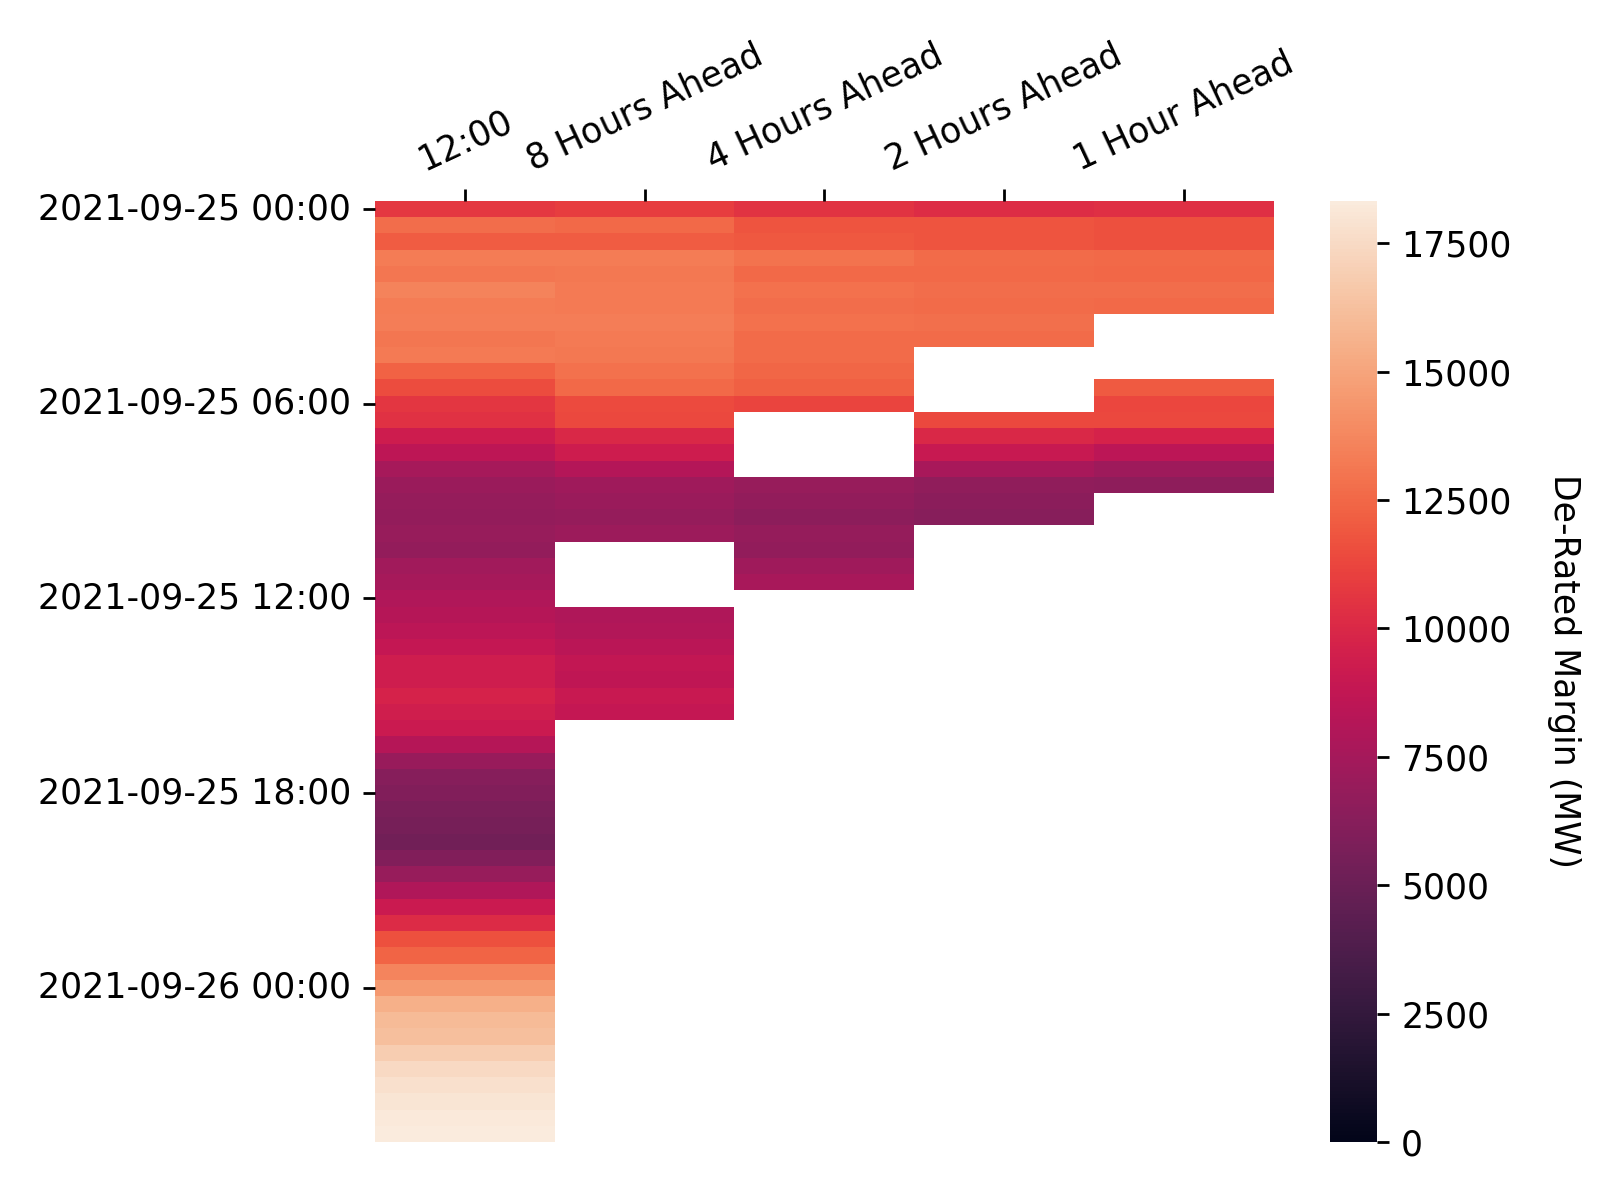 12:00
8 Hours Ahead
4 Hours Ahead
2 Hours Ahead
1 Hour Ahead
2021-09-25 00:00
2021-09-25 06:00
2021-09-25 12:00
2021-09-25 18:00
2021-09-26 00:00
17500
15000
12500
10000
7500
5000
2500
0
De-Rated Margin (MW)